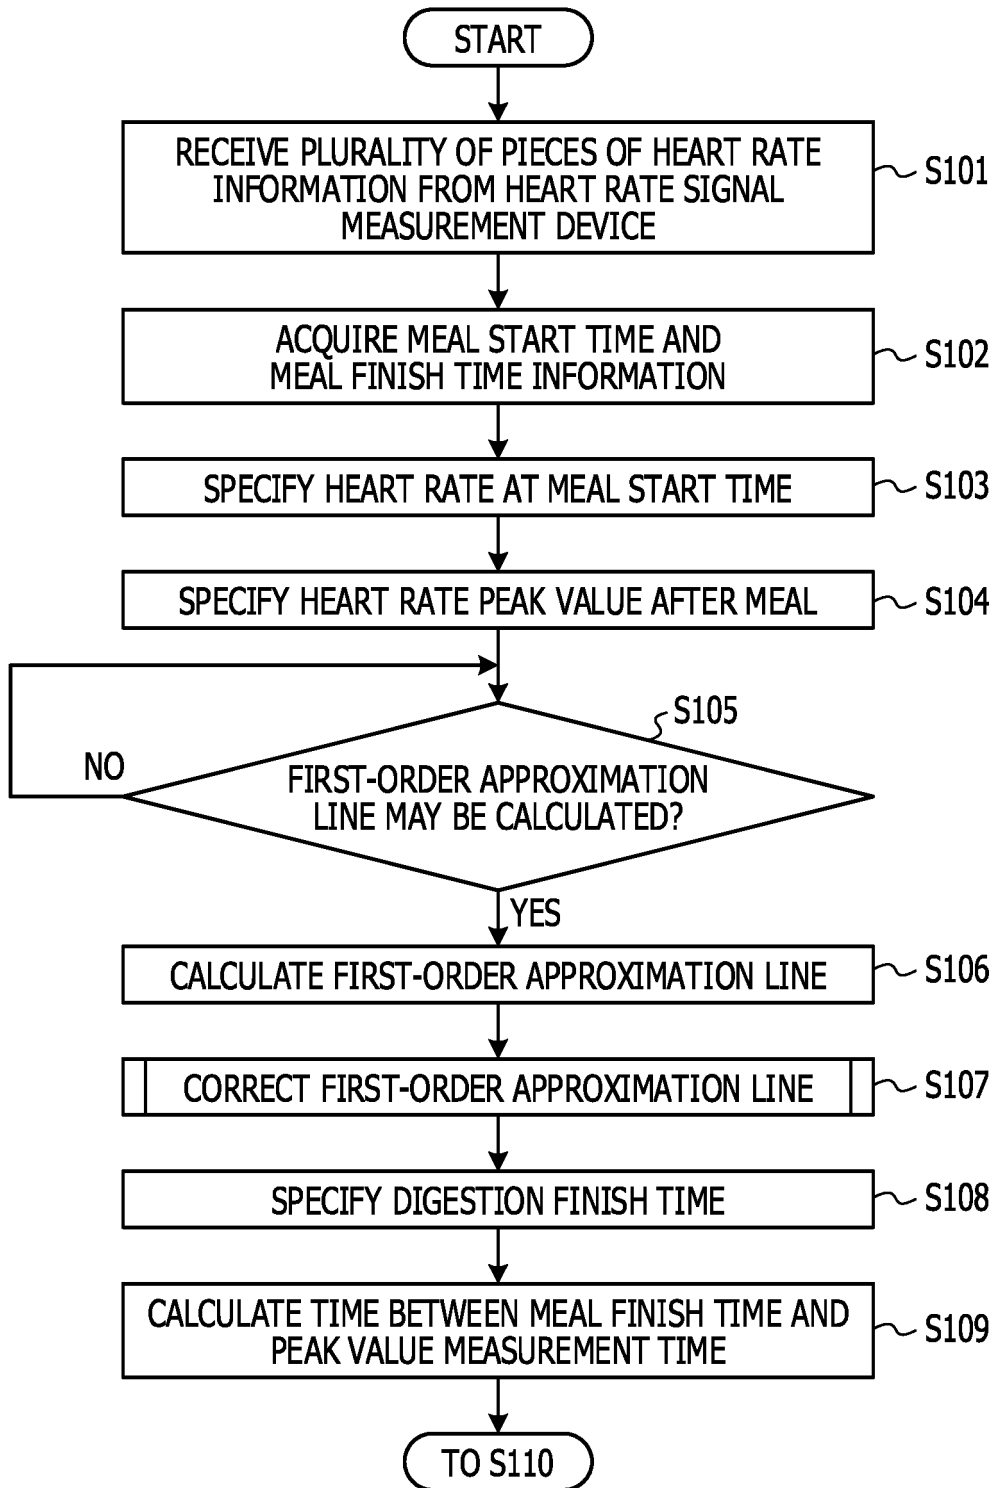 START
RECEIVE PLURALITY OF PIECES OF HEART RATE
INFORMATION FROM HEART RATE SIGNAL
MEASUREMENT DEVICE
S101
ACQUIRE MEAL START TIME AND
MEAL FINISH TIME INFORMATION
S102
SPECIFY HEART RATE AT MEAL START TIME
S103
SPECIFY HEART RATE PEAK VALUE AFTER MEAL
S104
S105
NO
FIRST-ORDER APPROXIMATION
LINE MAY BE CALCULATED?
YES
CALCULATE FIRST-ORDER APPROXIMATION LINE
S106
CORRECT FIRST-ORDER APPROXIMATION LINE
S107
SPECIFY DIGESTION FINISH TIME
S108
CALCULATE TIME BETWEEN MEAL FINISH TIME AND
PEAK VALUE MEASUREMENT TIME
S109
TO S110